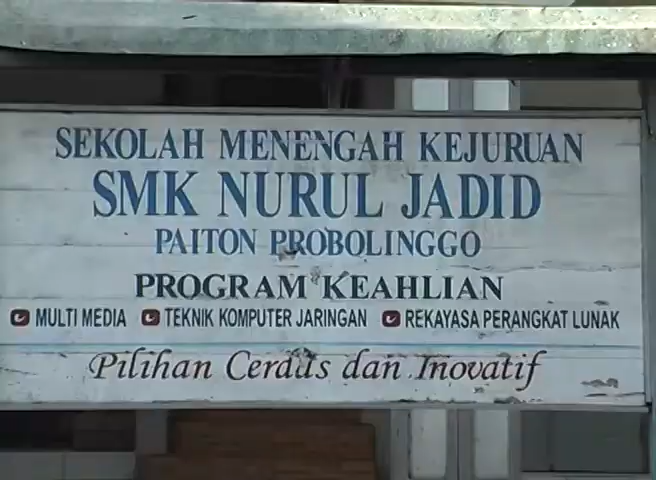 SEKOLAH MENENGAH KEJURUAN
SMK NURUL JADID
PAITON PROBOLINGGO
PROGRAM KEAHLIAN
MULTI MEDIA TEKNIK KOMPUTER JARINGAN REKAYASA PERANGKAT LUNAK
Pilihan Cerdas dan Inovatif